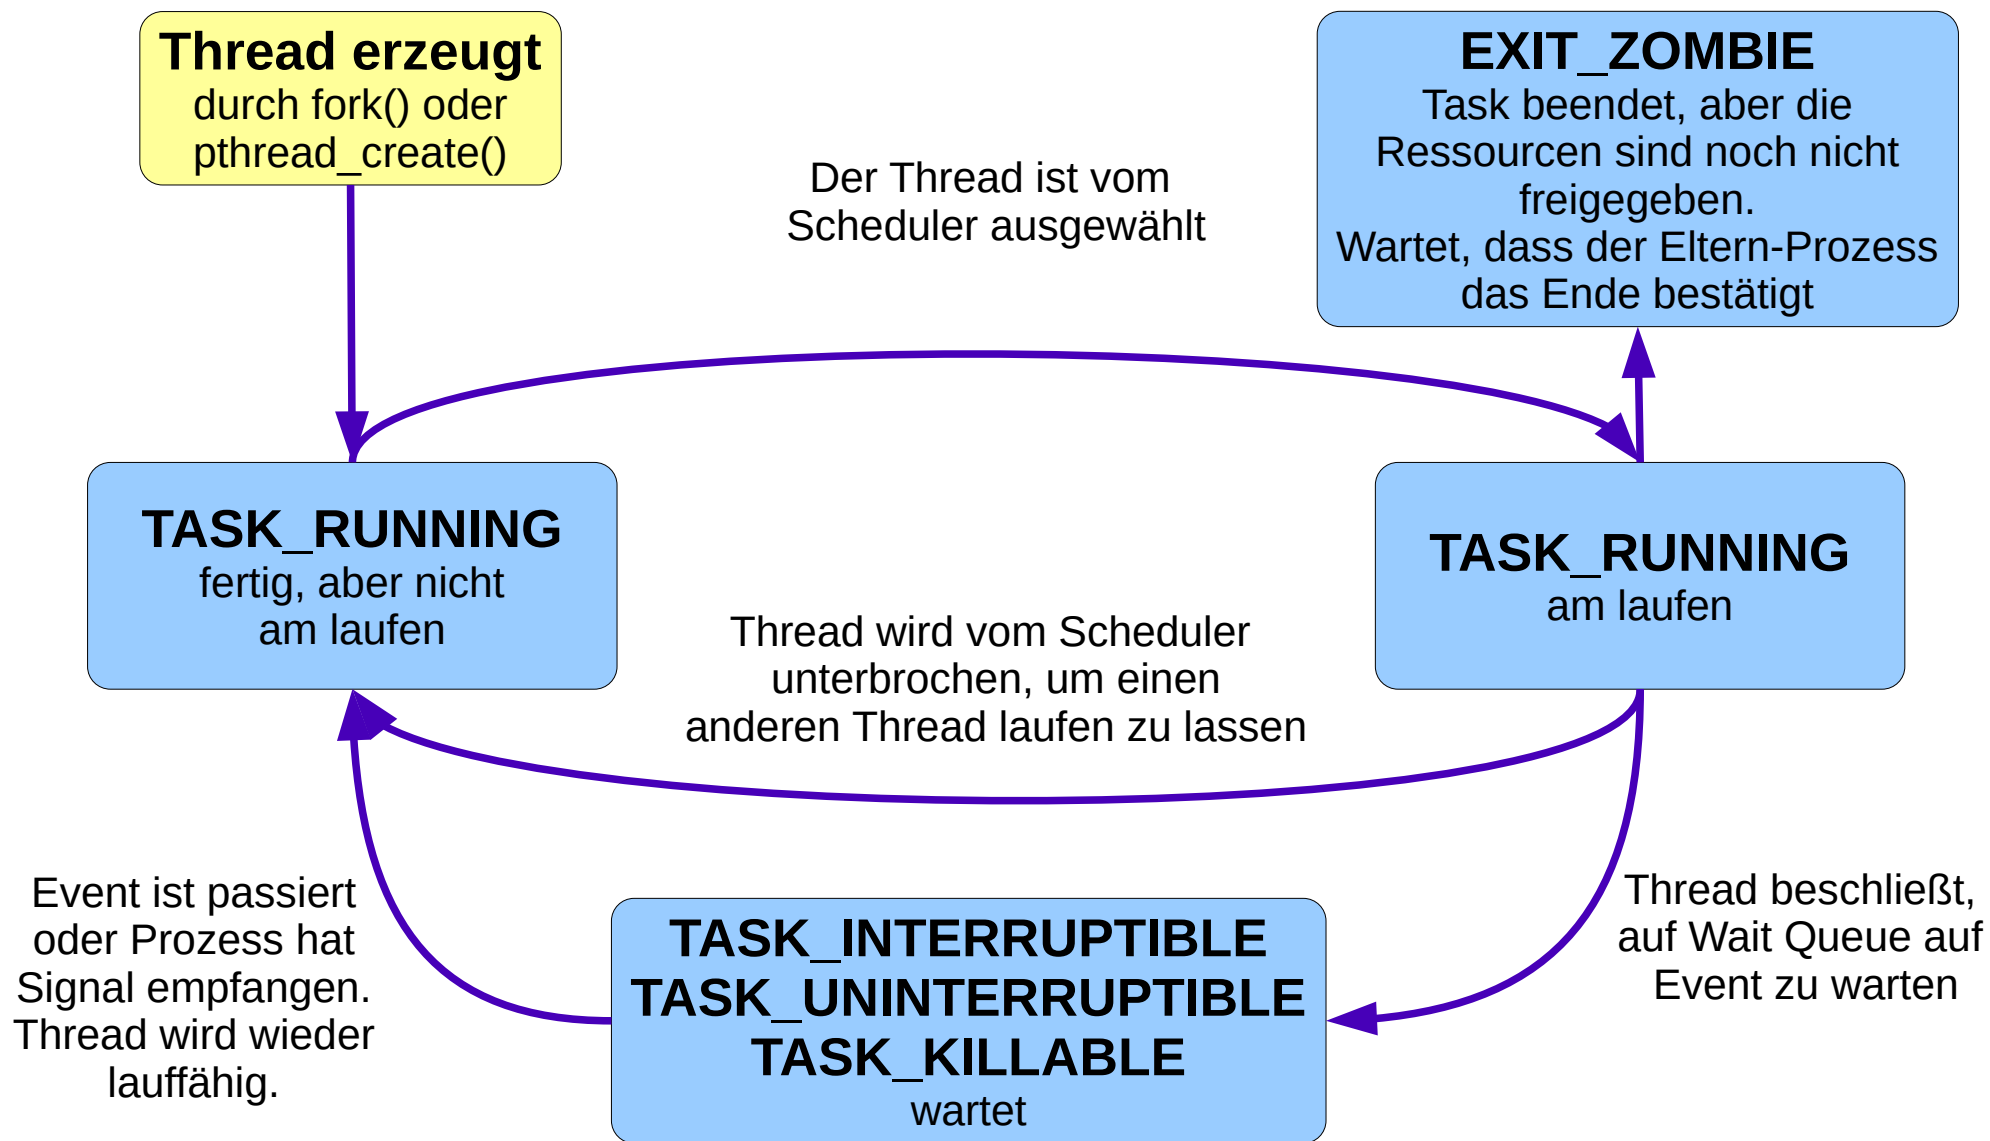 Thread erzeugt
durch fork() oder
pthread_create()
EXIT_ZOMBIE
Task beendet, aber die
Ressourcen sind noch nicht
freigegeben.
Wartet, dass der Eltern-Prozess
das Ende bestätigt
Der Thread ist vom
Scheduler ausgewählt
TASK_RUNNING
fertig, aber nicht
am laufen
TASK_RUNNING
am laufen
Thread wird vom Scheduler
unterbrochen, um einen
anderen Thread laufen zu lassen
Event ist passiert
oder Prozess hat
Signal empfangen.
Thread wird wieder
lauffähig.
TASK_INTERRUPTIBLE
TASK_UNINTERRUPTIBLE
TASK_KILLABLE
wartet
Thread beschließt,
auf Wait Queue auf
Event zu warten